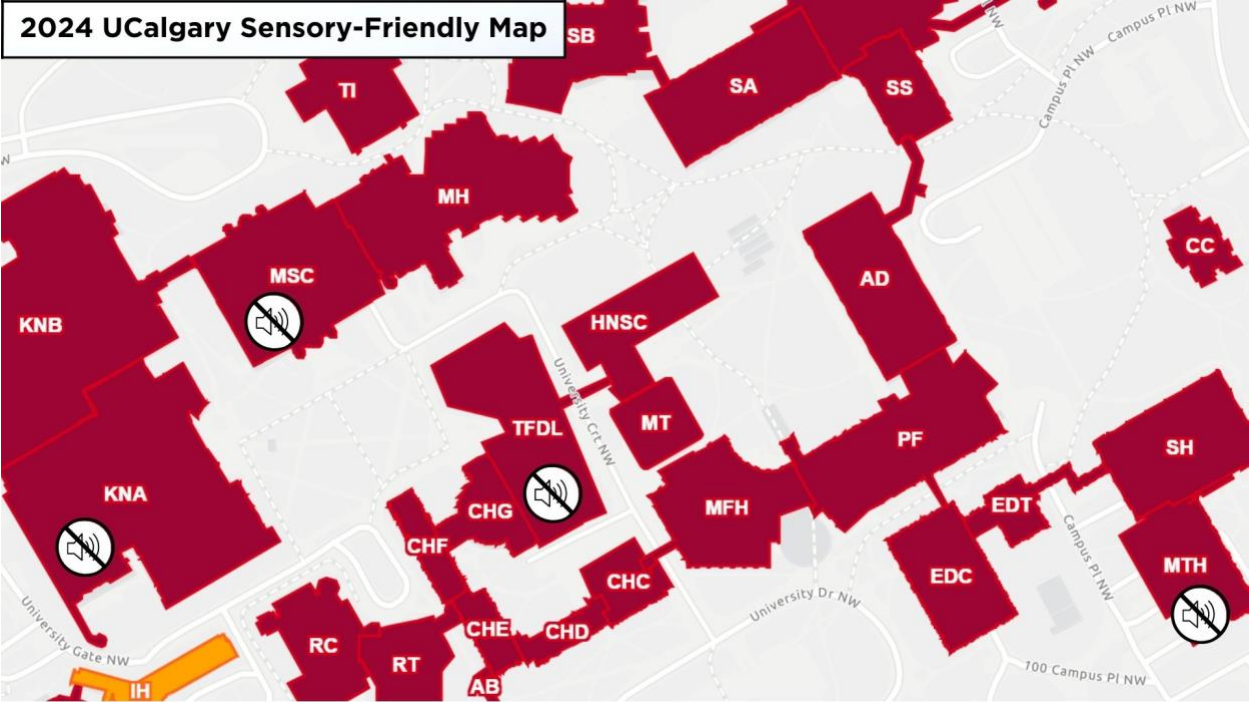 2024 UCalgary Sensory-Friendly Map
SB
NW
Campus Pl NW
TI
SA
SS
Campus Pl NW
W
MH
CC
MSC
AD
KNB
HNSC
University Crt NW
MT
TFDL
PF
SH
KNA
CHG
MFH
EDT
CHF
Campus Pl NW
MTH
CHC
EDC
University Dr NW
University Gate NW
CHE
CHD
RC
RT
100 Campus Pl NW
AB
IH